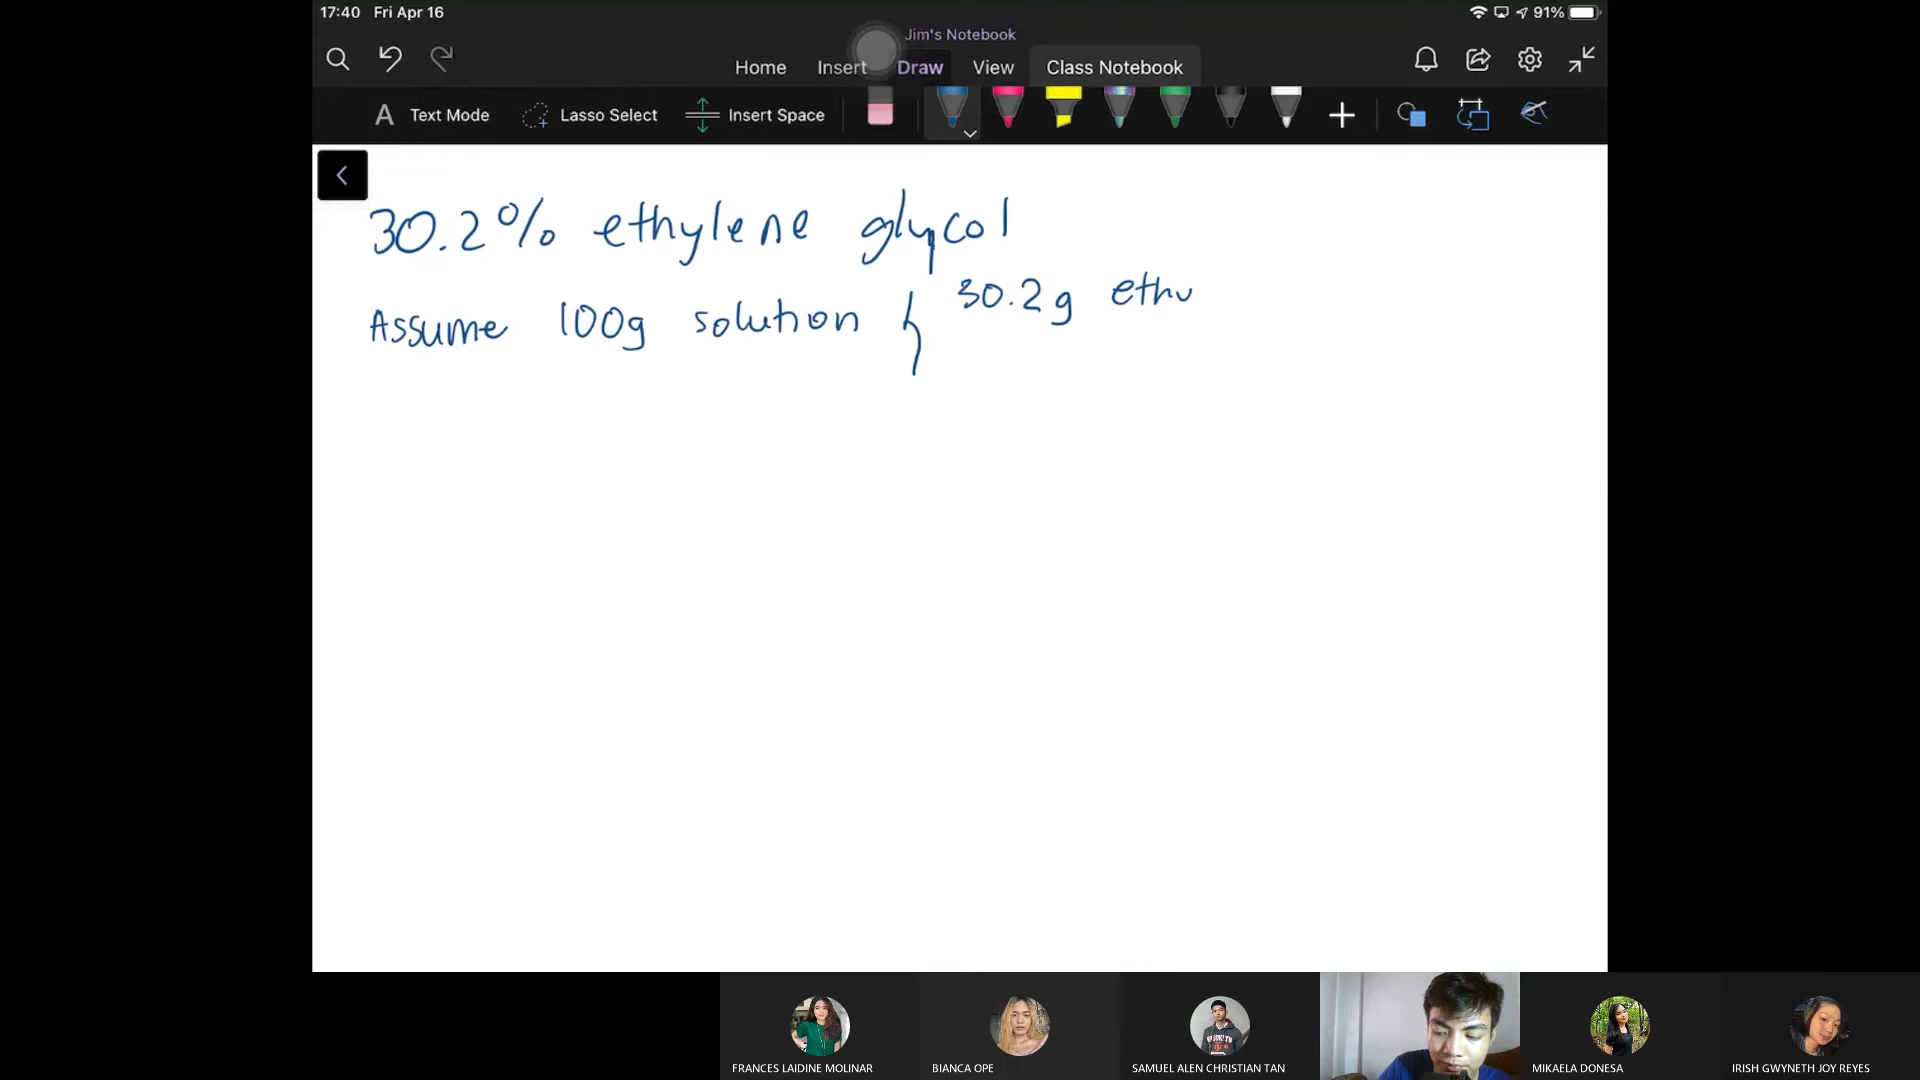 17:40 Fri Apr 16
91%
Jim's Notebook
Home Insert Draw View Class Notebook
A Text Mode Lasso Select Insert Space
30.2% ethylene glycol
Assume 100g solution { 30.2g ethy
FRANCES LAIDINE MOLINAR BIANCA OPE SAMUEL ALEN CHRISTIAN TAN MIKAELA DONESA IRISH GWYNETH JOY REYES